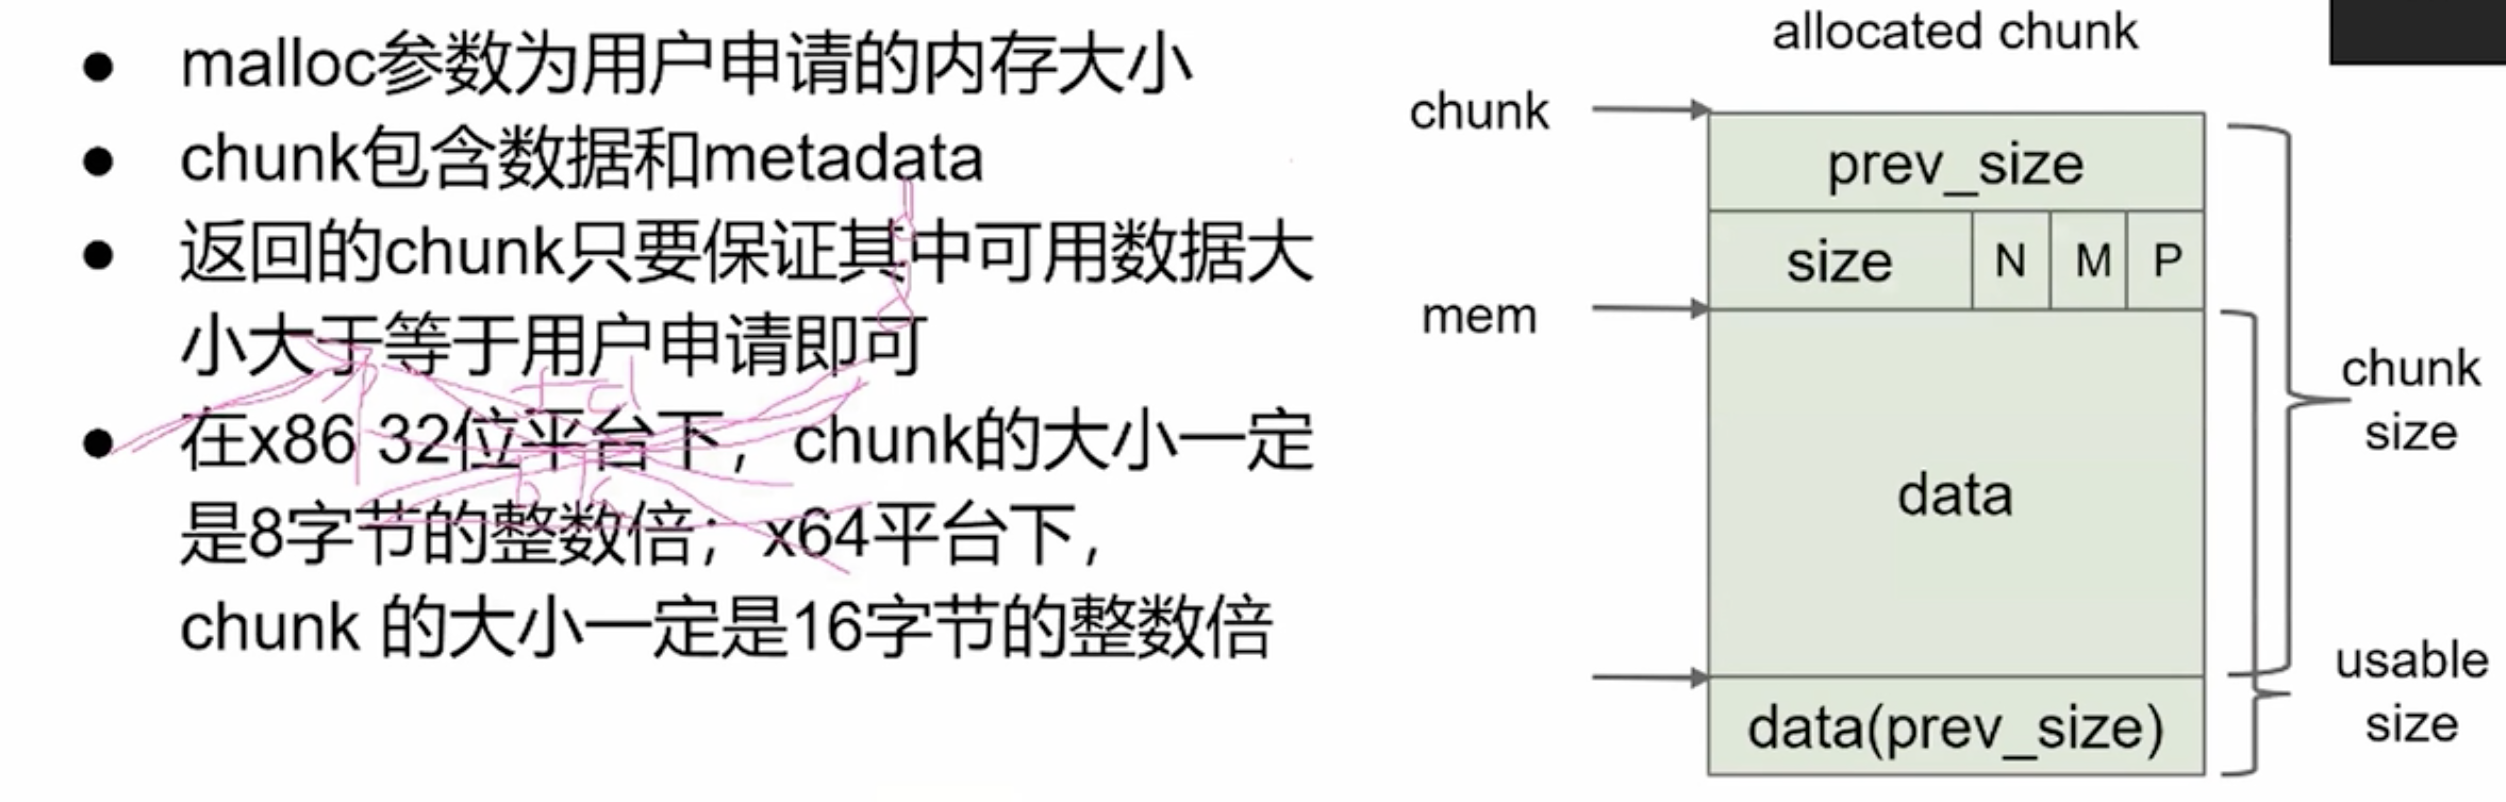 ● malloc参数为用户申请的内存大小
● chunk包含数据和metadata
● 返回的chunk只要保证其中可用数据大
小大于等于用户申请即可
● 在x86 32位平台下，chunk的大小一定
是8字节的整数倍；x64平台下，
chunk 的大小一定是16字节的整数倍
allocated chunk
chunk
prev_size
size N M P
mem
data
chunk
size
usable
size
data(prev_size)